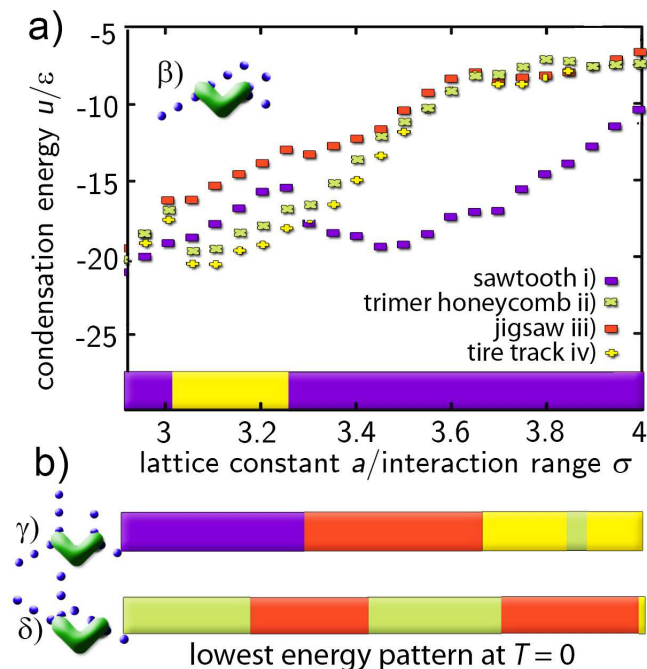 a)
condensation energy u/ε
-5
-10
-15
-20
-25
β)
sawtooth i)
trimer honeycomb ii)
jigsaw iii)
tire track iv)
3 3.2 3.4 3.6 3.8 4
lattice constant a/interaction range σ
b)
γ)
δ)
lowest energy pattern at T = 0